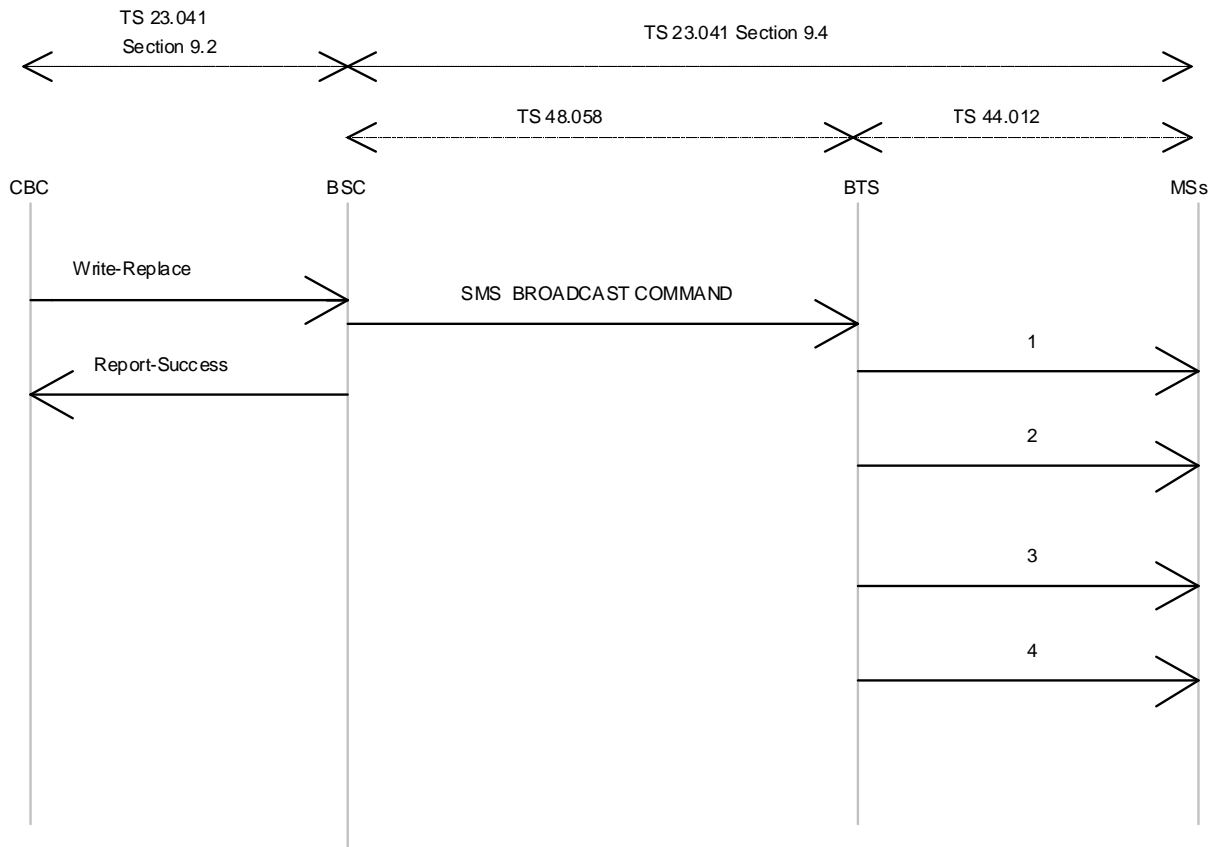 TS 23.041
Section 9.2
TS 23.041 Section 9.4
TS 48.058
TS 44.012
CBC
BSC
BTS
MSs
Write-Replace
SMS BROADCAST COMMAND
1
Report-Success
2
3
4